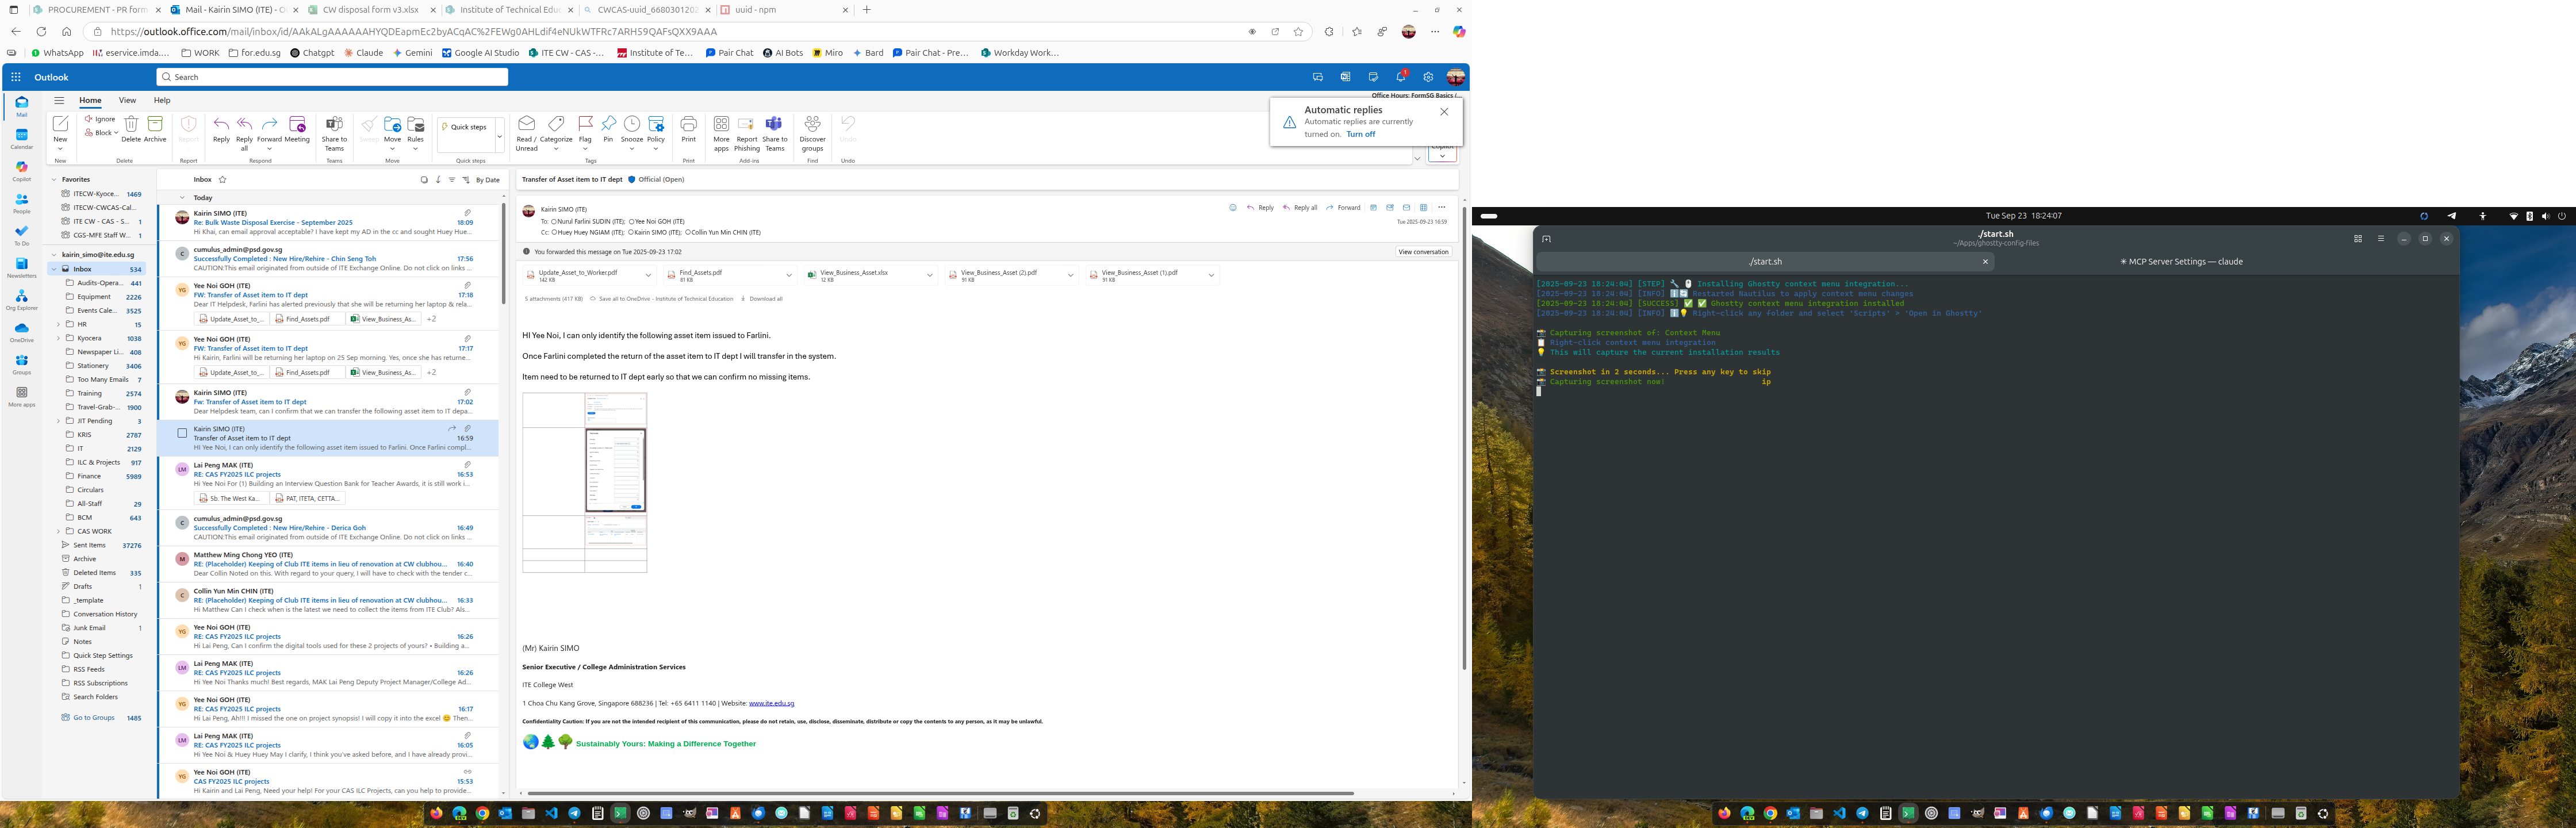 PROCUREMENT - PR form
Mail - Kairin SIMO (ITE) - O
CW disposal form v3.xlsx
Institute of Technical Educ
CWCAS-uuid_6680301202
uuid - npm
https://outlook.office.com/mail/inbox/id/AAkALgAAAAAAHYQDEapmEc2byACqAC%2FEWg0AHLdif4eNUkWTFRc7ARH59QAFsQXX9AAA
WhatsApp
eservice.imda....
WORK
for.edu.sg
Chatgpt
Claude
Gemini
Google AI Studio
ITE CW - CAS -...
Institute of Te...
Pair Chat
AI Bots
Miro
Bard
Pair Chat - Pre...
Workday Work...
Outlook
Search
Home View Help
Office Hours: FormSG Basics (...
Automatic replies
Automatic replies are currently
turned on. Turn off
New
Ignore
Block
Delete
Archive
Report
Reply
Reply all
Forward
Meeting
Share to Teams
Sweep
Move
Rules
Quick steps
Read / Unread
Categorize
Flag
Pin
Snooze
Policy
Print
More apps
Report Phishing
Share to Teams
Discover groups
Undo
Copilot
New
Delete
Report
Respond
Teams
Move
Quick steps
Tags
Print
Add-ins
Find
Undo
Mail
Calendar
Copilot
People
To Do
Newsletters
Org Explorer
OneDrive
Groups
More apps
Favorites
ITECW-Kyoce... 1469
ITECW-CWCAS-Cal...
ITE CW - CAS - S... 1
CGS-MFE Staff W... 1
kairin_simo@ite.edu.sg
Inbox 534
Audits-Opera... 441
Equipment 2226
Events Cale... 3525
HR 15
Kyocera 1038
Newspaper Li... 408
Stationery 3406
Too Many Emails 7
Training 2574
Travel-Grab-... 1900
JIT Pending 3
KRIS 2787
IT 2129
ILC & Projects 917
Finance 5989
Circulars
All-Staff 29
BCM 643
CAS WORK
Sent Items 37276
Archive
Deleted Items 335
Drafts 1
_template
Conversation History
Junk Email 1
Notes
Quick Step Settings
RSS Feeds
RSS Subscriptions
Search Folders
Go to Groups 1485
Inbox
By Date
Today
Kairin SIMO (ITE)
Re: Bulk Waste Disposal Exercise - September 2025 18:09
Hi Khai, can email approval acceptable? I have kept my AD in the cc and sought Huey Hue...
C
cumulus_admin@psd.gov.sg
Successfully Completed : New Hire/Rehire - Chin Seng Toh 17:56
CAUTION:This email originated from outside of ITE Exchange Online. Do not click on links ...
YG
Yee Noi GOH (ITE)
FW: Transfer of Asset item to IT dept 17:18
Dear IT Helpdesk, Farlini has alerted previously that she will be returning her laptop & rela...
Update_Asset_to_...
Find_Assets.pdf
View_Business_As...
+2
YG
Yee Noi GOH (ITE)
FW: Transfer of Asset item to IT dept 17:17
Hi Kairin, Farlini will be returning her laptop on 25 Sep morning. Yes, once she has returne...
Update_Asset_to_...
Find_Assets.pdf
View_Business_As...
+2
Kairin SIMO (ITE)
Fw: Transfer of Asset item to IT dept 17:02
Dear Helpdesk team, can I confirm that we can transfer the following asset item to IT depa...
Kairin SIMO (ITE)
Transfer of Asset item to IT dept 16:59
HI Yee Noi, I can only identify the following asset item issued to Farlini. Once Farlini compl...
LM
Lai Peng MAK (ITE)
RE: CAS FY2025 ILC projects 16:53
Hi Yee Noi For (1) Building an Interview Question Bank for Teacher Awards, it is still work i...
5b. The West Ka...
PAT, ITETA, CETTA...
C
cumulus_admin@psd.gov.sg
Successfully Completed : New Hire/Rehire - Derica Goh 16:49
CAUTION:This email originated from outside of ITE Exchange Online. Do not click on links ...
M
Matthew Ming Chong YEO (ITE)
RE: (Placeholder) Keeping of Club ITE items in lieu of renovation at CW clubhou... 16:40
Dear Collin Noted on this. With regard to your query, I will have to check with the tender c...
C
Collin Yun Min CHIN (ITE)
RE: (Placeholder) Keeping of Club ITE items in lieu of renovation at CW clubhou... 16:33
Hi Matthew Can I check when is the latest we need to collect the items from ITE Club? Als...
YG
Yee Noi GOH (ITE)
RE: CAS FY2025 ILC projects 16:26
Hi Lai Peng, Can I confirm the digital tools used for these 2 projects of yours? • Building a...
LM
Lai Peng MAK (ITE)
RE: CAS FY2025 ILC projects 16:26
Hi Yee Noi Thanks much! Best regards, MAK Lai Peng Deputy Project Manager/College Ad...
YG
Yee Noi GOH (ITE)
RE: CAS FY2025 ILC projects 16:17
Hi Lai Peng, Ah!!! I missed the one on project synopsis! I will copy it into the excel 😊 Then...
LM
Lai Peng MAK (ITE)
RE: CAS FY2025 ILC projects 16:05
Hi Yee Noi & Huey Huey May I clarify, I think you've asked before, and I have already provi...
YG
Yee Noi GOH (ITE)
CAS FY2025 ILC projects 15:53
Hi Kairin and Lai Peng, Need your help! For your CAS ILC Projects, can you help to provide...
Transfer of Asset item to IT dept Official (Open)
Kairin SIMO (ITE)
To: Nurul Farlini SUDIN (ITE); Yee Noi GOH (ITE)
Cc: Huey Huey NGIAM (ITE); Kairin SIMO (ITE); Collin Yun Min CHIN (ITE)
Reply
Reply all
Forward
Tue 2025-09-23 16:59
You forwarded this message on Tue 2025-09-23 17:02
View conversation
Update_Asset_to_Worker.pdf
142 KB
Find_Assets.pdf
81 KB
View_Business_Asset.xlsx
12 KB
View_Business_Asset (2).pdf
91 KB
View_Business_Asset (1).pdf
91 KB
5 attachments (417 KB) Save all to OneDrive - Institute of Technical Education Download all
HI Yee Noi, I can only identify the following asset item issued to Farlini.
Once Farlini completed the return of the asset item to IT dept I will transfer in the system.
Item need to be returned to IT dept early so that we can confirm no missing items.
(Mr) Kairin SIMO
Senior Executive / College Administration Services
ITE College West
1 Choa Chu Kang Grove, Singapore 688236 | Tel: +65 6411 1140 | Website: www.ite.edu.sg
Confidentiality Caution: If you are not the intended recipient of this communication, please do not retain, use, disclose, disseminate, distribute or copy the contents to any person, as it may be unlawful.
Sustainably Yours: Making a Difference Together
Tue Sep 23 18:24:07
./start.sh
~/Apps/ghostty-config-files
./start.sh
✳ MCP Server Settings — claude
[2025-09-23 18:24:04] [STEP] 🔧 🖱️ Installing Ghostty context menu integration...
[2025-09-23 18:24:04] [INFO] ℹ️🔄 Restarted Nautilus to apply context menu changes
[2025-09-23 18:24:04] [SUCCESS] ✅ ✅ Ghostty context menu integration installed
[2025-09-23 18:24:04] [INFO] ℹ️💡 Right-click any folder and select 'Scripts' > 'Open in Ghostty'
📸 Capturing screenshot of: Context Menu
📋 Right-click context menu integration
💡 This will capture the current installation results
📸 Screenshot in 2 seconds... Press any key to skip
📸 Capturing screenshot now! ip